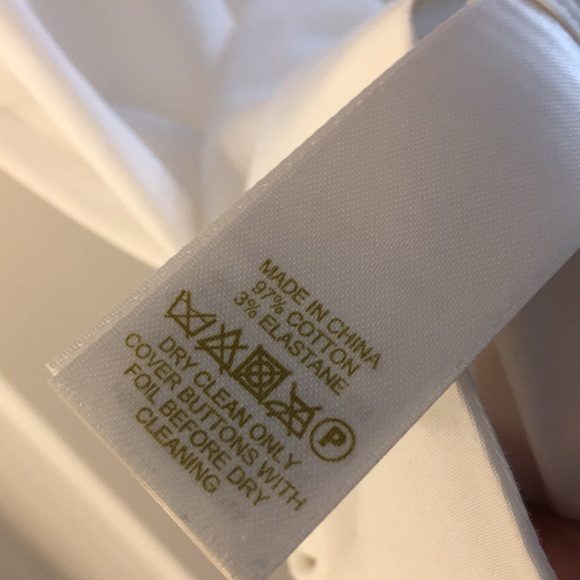 MADE IN CHINA
97% COTTON
3% ELASTANE
P
DRY CLEAN ONLY
COVER BUTTONS WITH
FOIL BEFORE DRY
CLEANING